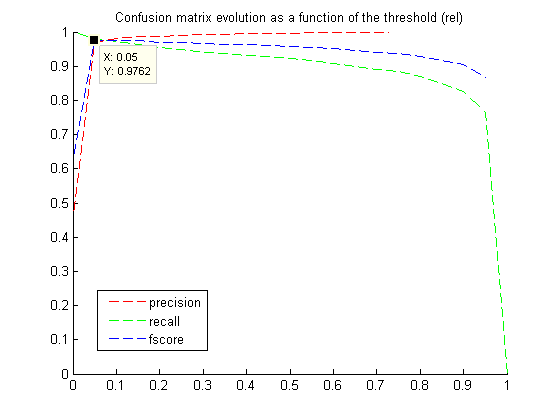 Confusion matrix evolution as a function of the threshold (rel)
1
0.9
0.8
0.7
0.6
0.5
0.4
0.3
0.2
0.1
0
X: 0.05
Y: 0.9762
precision
recall
fscore
0 0.1 0.2 0.3 0.4 0.5 0.6 0.7 0.8 0.9 1